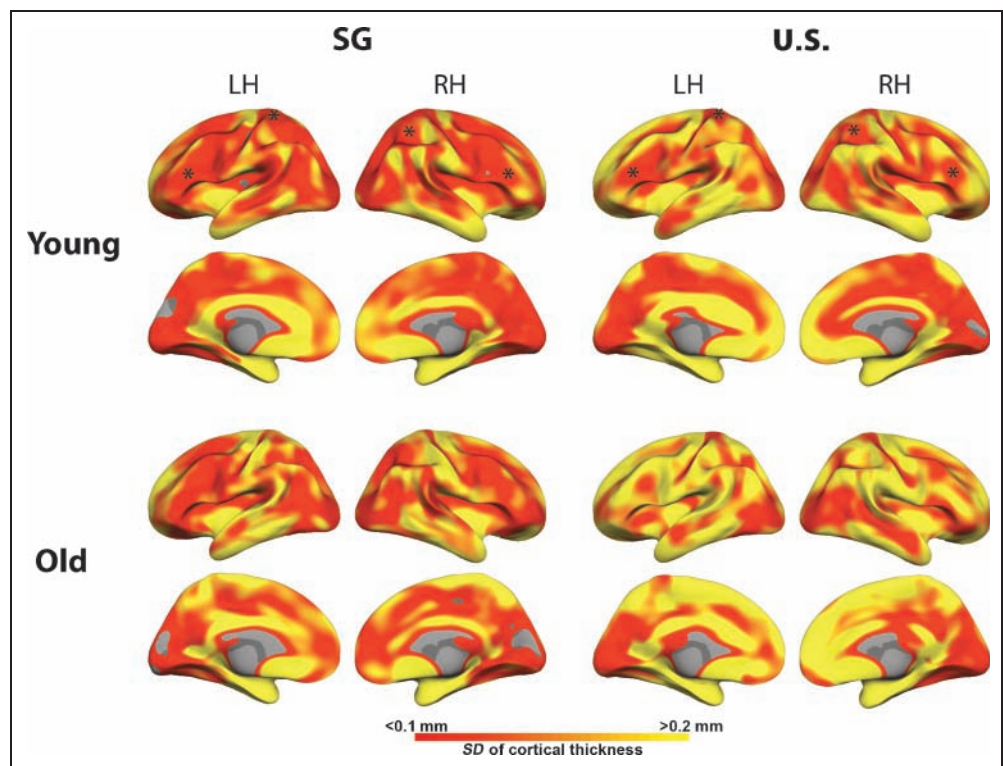 SG U.S.
LH RH LH RH
* * * * * * * *
Young
Old
<0.1 mm >0.2 mm
SD of cortical thickness